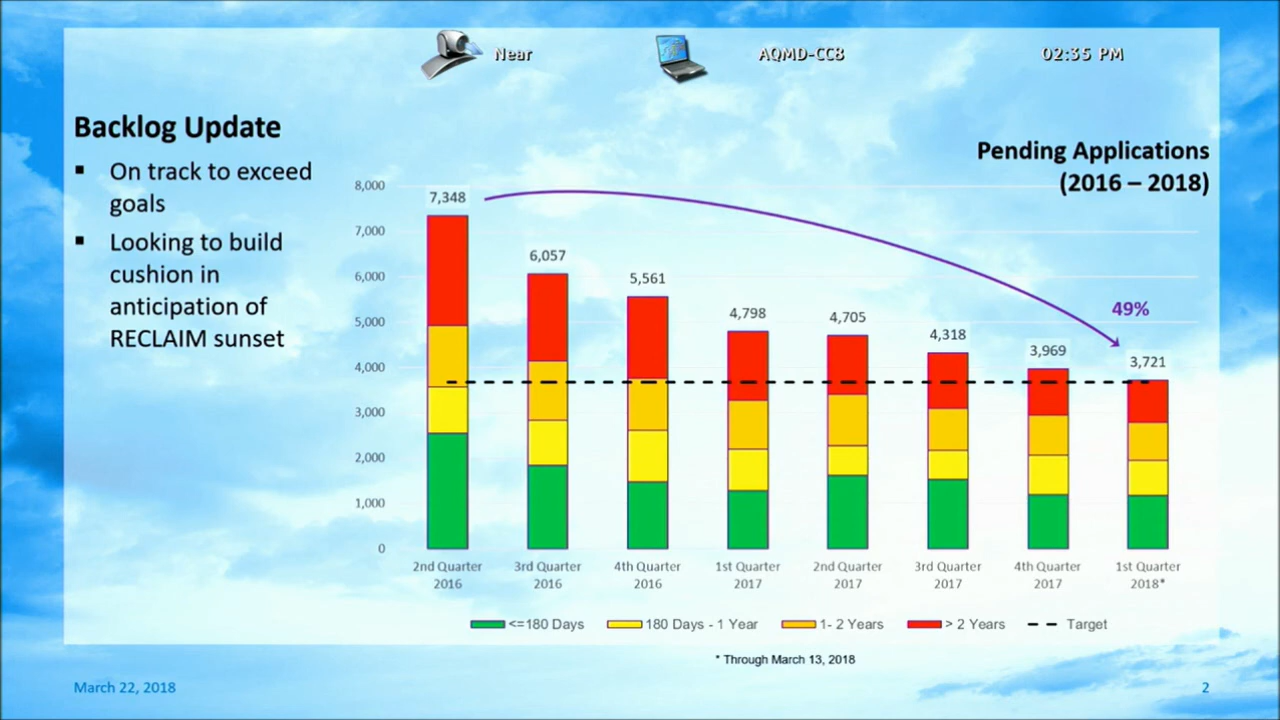 Near
AQMD-CC8
02:35 PM
Backlog Update
▪ On track to exceed
goals
▪ Looking to build
cushion in
anticipation of
RECLAIM sunset
Pending Applications
(2016 – 2018)
8,000
7,000
6,000
5,000
4,000
3,000
2,000
1,000
0
7,348
6,057
5,561
4,798
4,705
4,318
3,969
3,721
49%
2nd Quarter
2016
3rd Quarter
2016
4th Quarter
2016
1st Quarter
2017
2nd Quarter
2017
3rd Quarter
2017
4th Quarter
2017
1st Quarter
2018*
<=180 Days
180 Days - 1 Year
1- 2 Years
> 2 Years
Target
* Through March 13, 2018
March 22, 2018
2